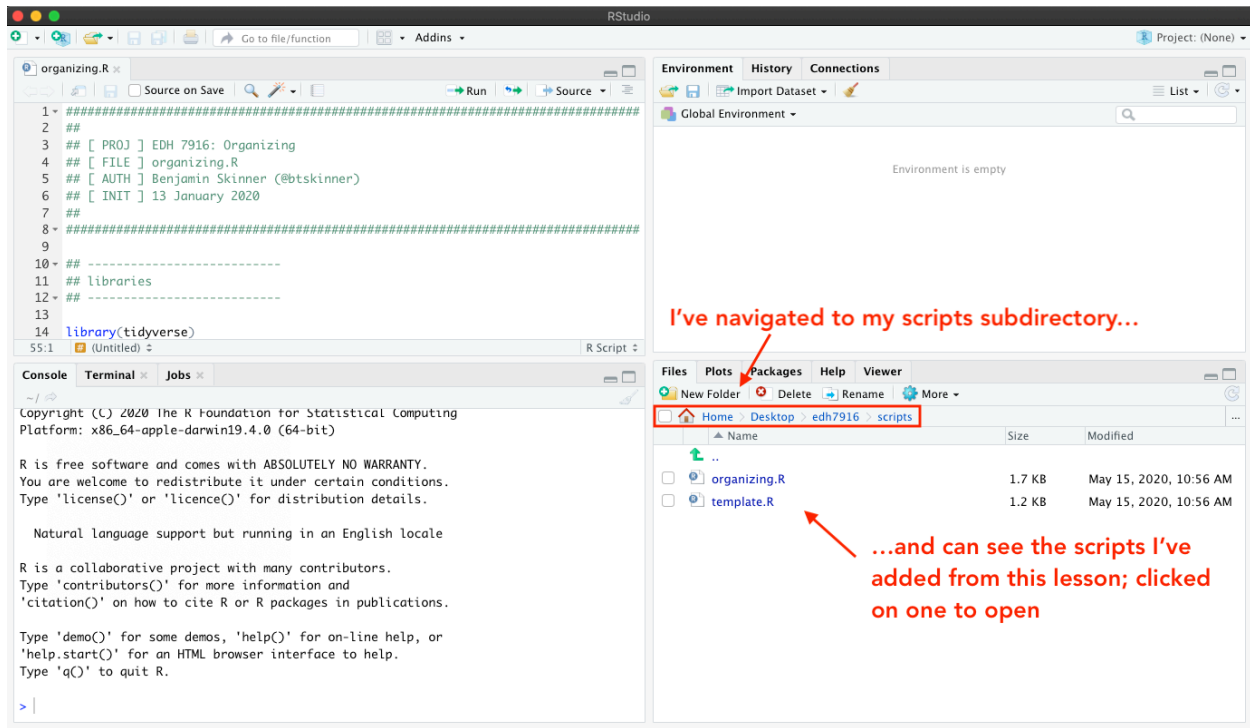 RStudio
Go to file/function
Addins
Project: (None)
organizing.R
Source on Save
Run
Source
1 ################################################################################
2 ##
3 ## [ PROJ ] EDH 7916: Organizing
4 ## [ FILE ] organizing.R
5 ## [ AUTH ] Benjamin Skinner (@btskinner)
6 ## [ INIT ] 13 January 2020
7 ##
8 ################################################################################
9
10 ## ---------------------------
11 ## libraries
12 ## ---------------------------
13
14 library(tidyverse)
55:1 # (Untitled) R Script
Console Terminal Jobs
~/
Copyright (C) 2020 The R Foundation for Statistical Computing
Platform: x86_64-apple-darwin19.4.0 (64-bit)
R is free software and comes with ABSOLUTELY NO WARRANTY.
You are welcome to redistribute it under certain conditions.
Type 'license()' or 'licence()' for distribution details.
Natural language support but running in an English locale
R is a collaborative project with many contributors.
Type 'contributors()' for more information and
'citation()' on how to cite R or R packages in publications.
Type 'demo()' for some demos, 'help()' for on-line help, or
'help.start()' for an HTML browser interface to help.
Type 'q()' to quit R.
>
Environment History Connections
Import Dataset List
Global Environment
Environment is empty
I've navigated to my scripts subdirectory...
Files Plots Packages Help Viewer
New Folder Delete Rename More
Home Desktop edh7916 scripts ...
Name Size Modified
..
organizing.R 1.7 KB May 15, 2020, 10:56 AM
template.R 1.2 KB May 15, 2020, 10:56 AM
...and can see the scripts I've
added from this lesson; clicked
on one to open